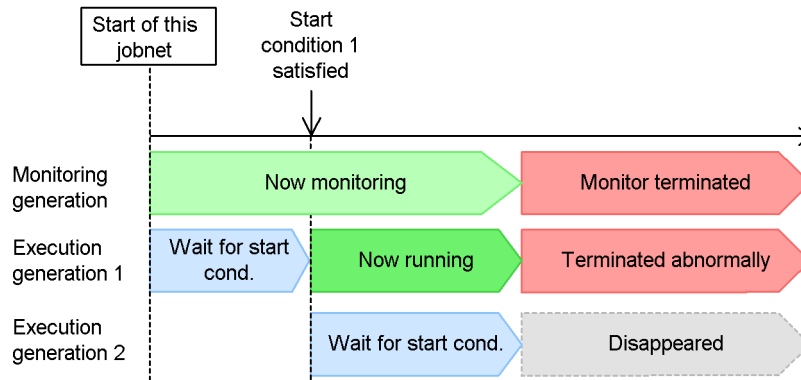 Start of this
jobnet
Start
condition 1
satisfied
Monitoring
generation
Now monitoring
Monitor terminated
Execution
generation 1
Wait for start
cond.
Now running
Terminated abnormally
Execution
generation 2
Wait for start cond.
Disappeared